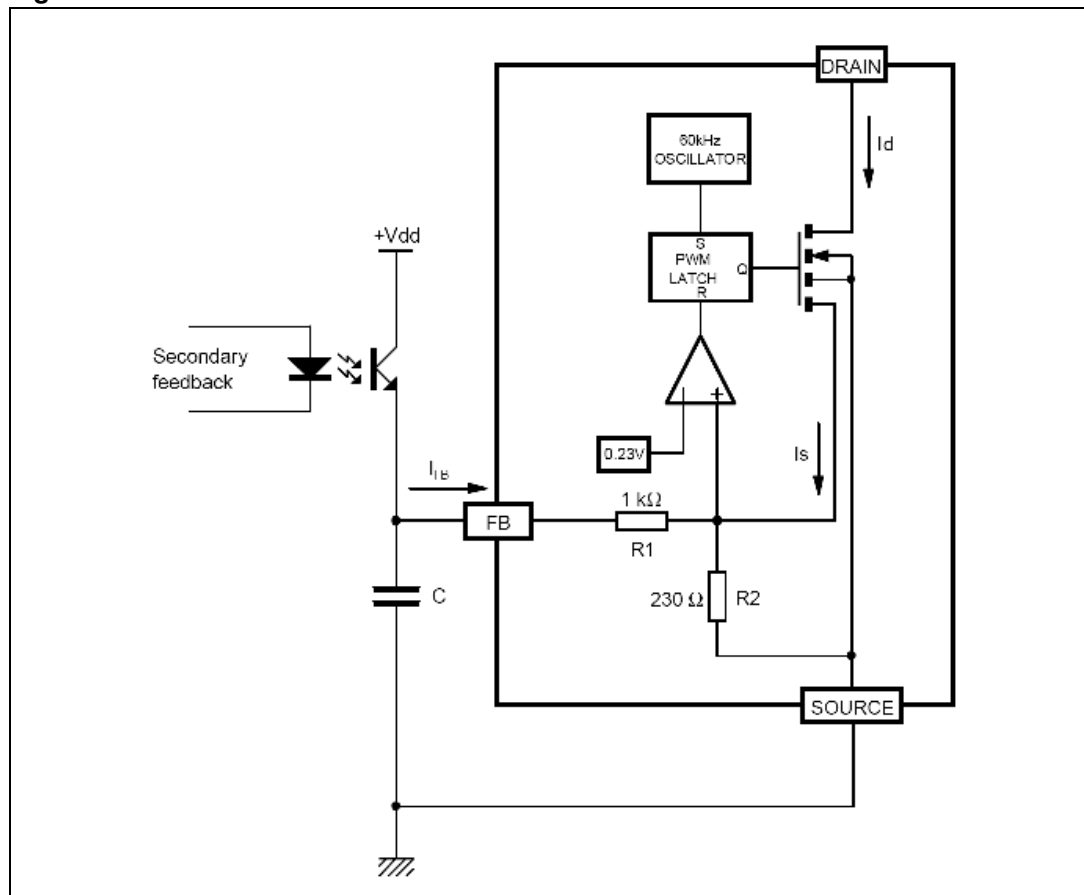 DRAIN
60kHz
OSCILLATOR
Id
+Vdd
S
PWM
LATCH
Q
R
Secondary
feedback
- +
0.23V
Is
IFB
1 kΩ
FB
R1
C
230 Ω
R2
SOURCE